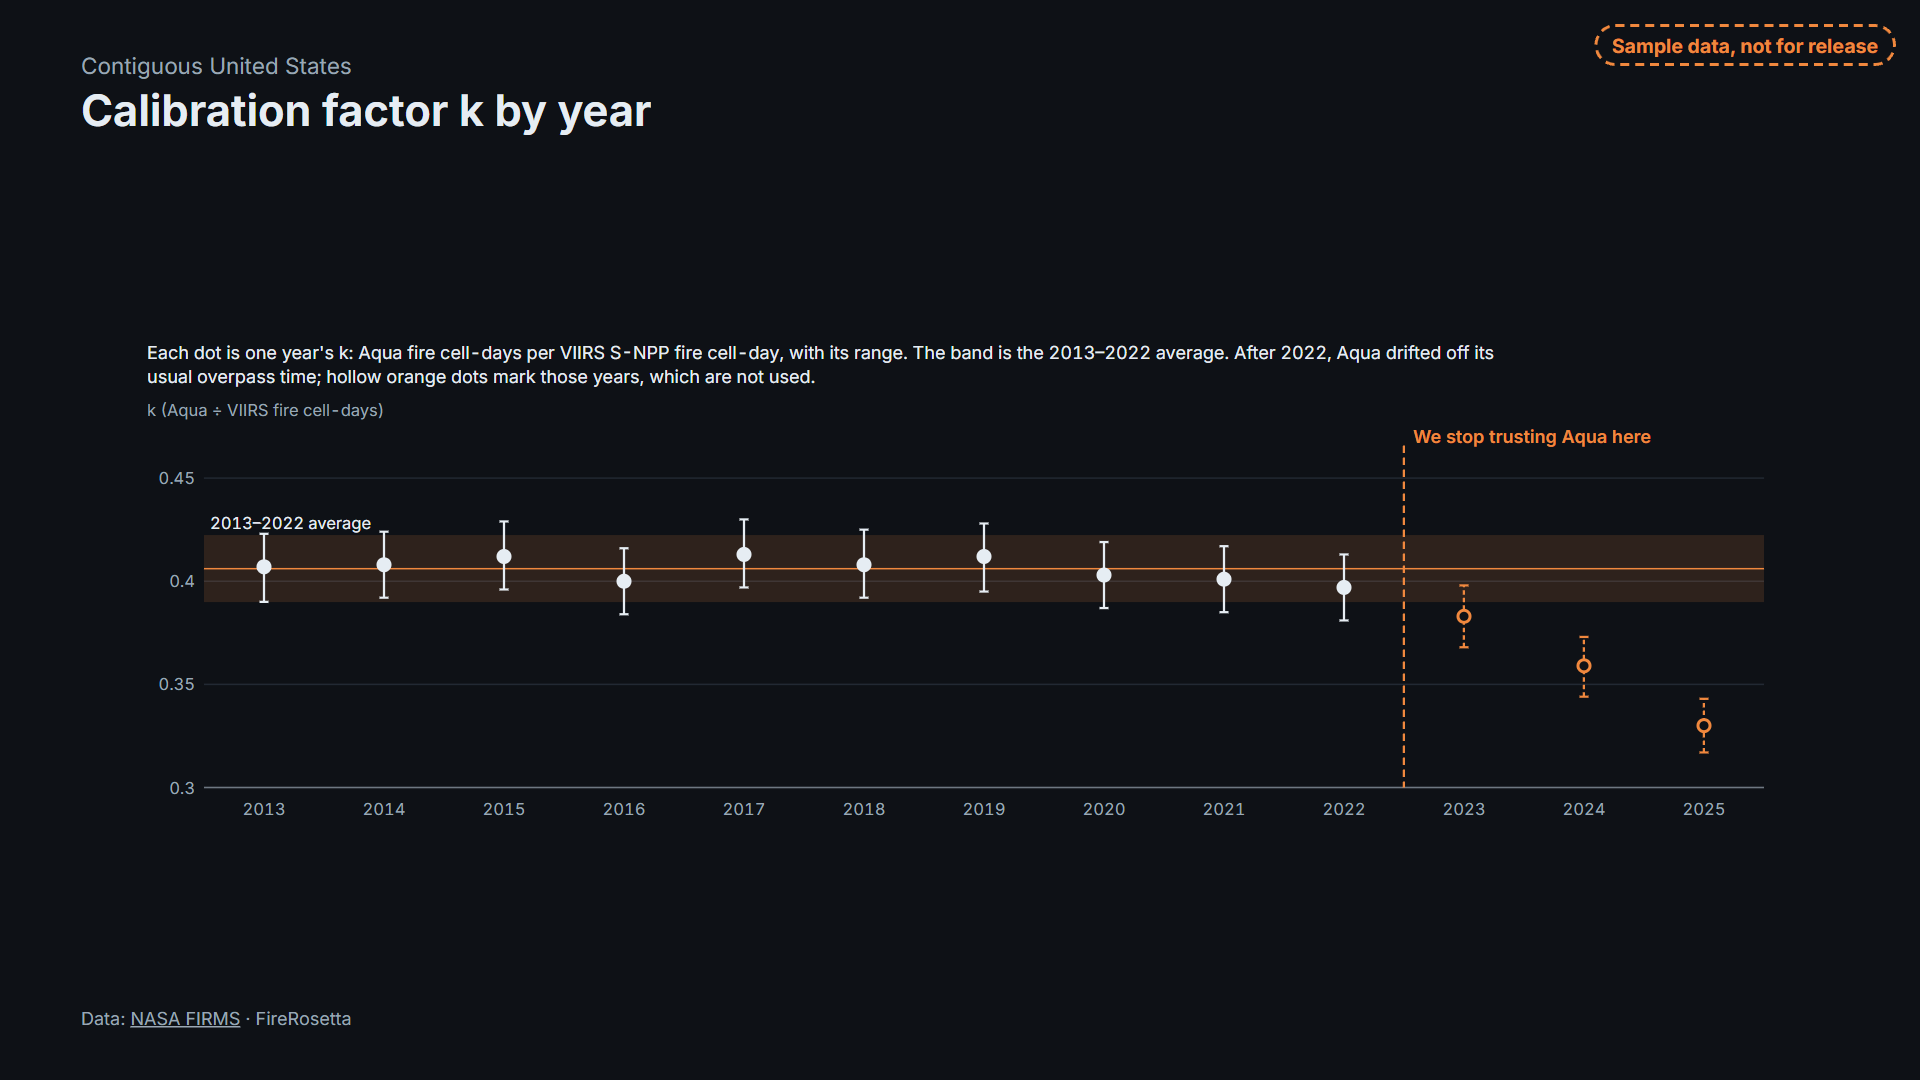 Sample data, not for release
Contiguous United States
Calibration factor k by year
Each dot is one year's k: Aqua fire cell-days per VIIRS S-NPP fire cell-day, with its range. The band is the 2013–2022 average. After 2022, Aqua drifted off its
usual overpass time; hollow orange dots mark those years, which are not used.
k (Aqua ÷ VIIRS fire cell-days)
We stop trusting Aqua here
0.45
2013–2022 average
0.4
0.35
0.3
2013 2014 2015 2016 2017 2018 2019 2020 2021 2022 2023 2024 2025
Data: NASA FIRMS · FireRosetta